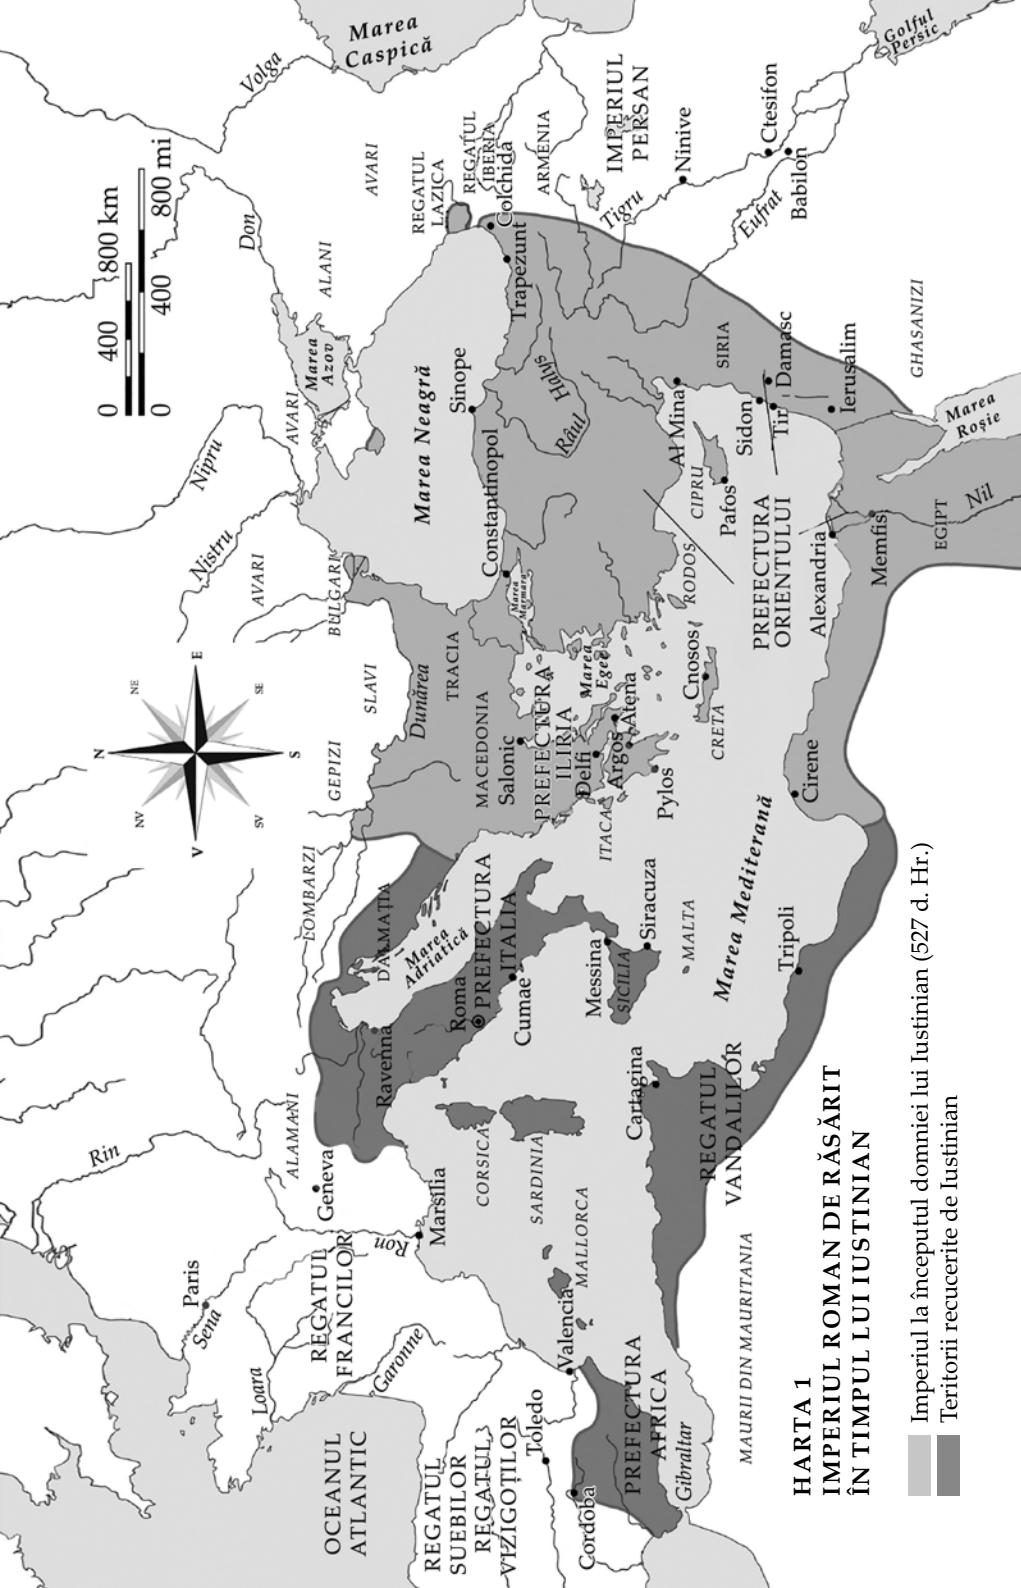 HARTA 1
IMPERIUL ROMAN DE RĂSĂRIT
ÎN TIMPUL LUI IUSTINIAN
Imperiul la începutul domniei lui Iustinian (527 d. Hr.)
Teritorii recucerite de Iustinian
0 400 800 km
0 400 800 mi
N
NE
E
SE
S
SV
V
NV
OCEANUL
ATLANTIC
Paris
Sena
Loara
Garonne
REGATUL
FRANCILOR
Rin
Ron
Geneva
ALAMANI
Marsilia
REGATUL
SUEBILOR
REGATUL
VIZIGOȚILOR
Toledo
Cordoba
Valencia
PREFECTURA
AFRICA
Gibraltar
MALLORCA
CORSICA
SARDINIA
MAURII DIN MAURITANIA
REGATUL
VANDALILOR
Cartagina
Tripoli
Ravenna
Roma
PREFECTURA
ITALIA
Cumae
Messina
SICILIA
Siracuza
MALTA
Marea
Adriatică
DALMAȚIA
LOMBARZI
GEPIZI
SLAVI
BULGARI
AVARI
Dunărea
TRACIA
MACEDONIA
Salonic
PREFECTURA
ILIRIA
Delfi
Argos
Atena
Pylos
ITACA
Marea
Egee
Cnosos
CRETA
RODOS
Marea Mediterană
Cirene
Nistru
Nipru
AVARI
Marea
Azov
Don
Volga
ALANI
AVARI
Marea
Caspică
Marea Neagră
Constantinopol
Marea
Marmara
Sinope
Trapezunt
Colchida
REGATUL
LAZICA
REGATUL
IBERIA
ARMENIA
IMPERIUL
PERSAN
Râul Halys
Tigru
Eufrat
Ninive
Ctesifon
Babilon
Golful
Persic
SIRIA
Al Mina
CIPRU
Pafos
Sidon
Tir
Damasc
Ierusalim
GHASANIZI
PREFECTURA
ORIENTULUI
Alexandria
Memfis
EGIPT
Nil
Marea
Roșie